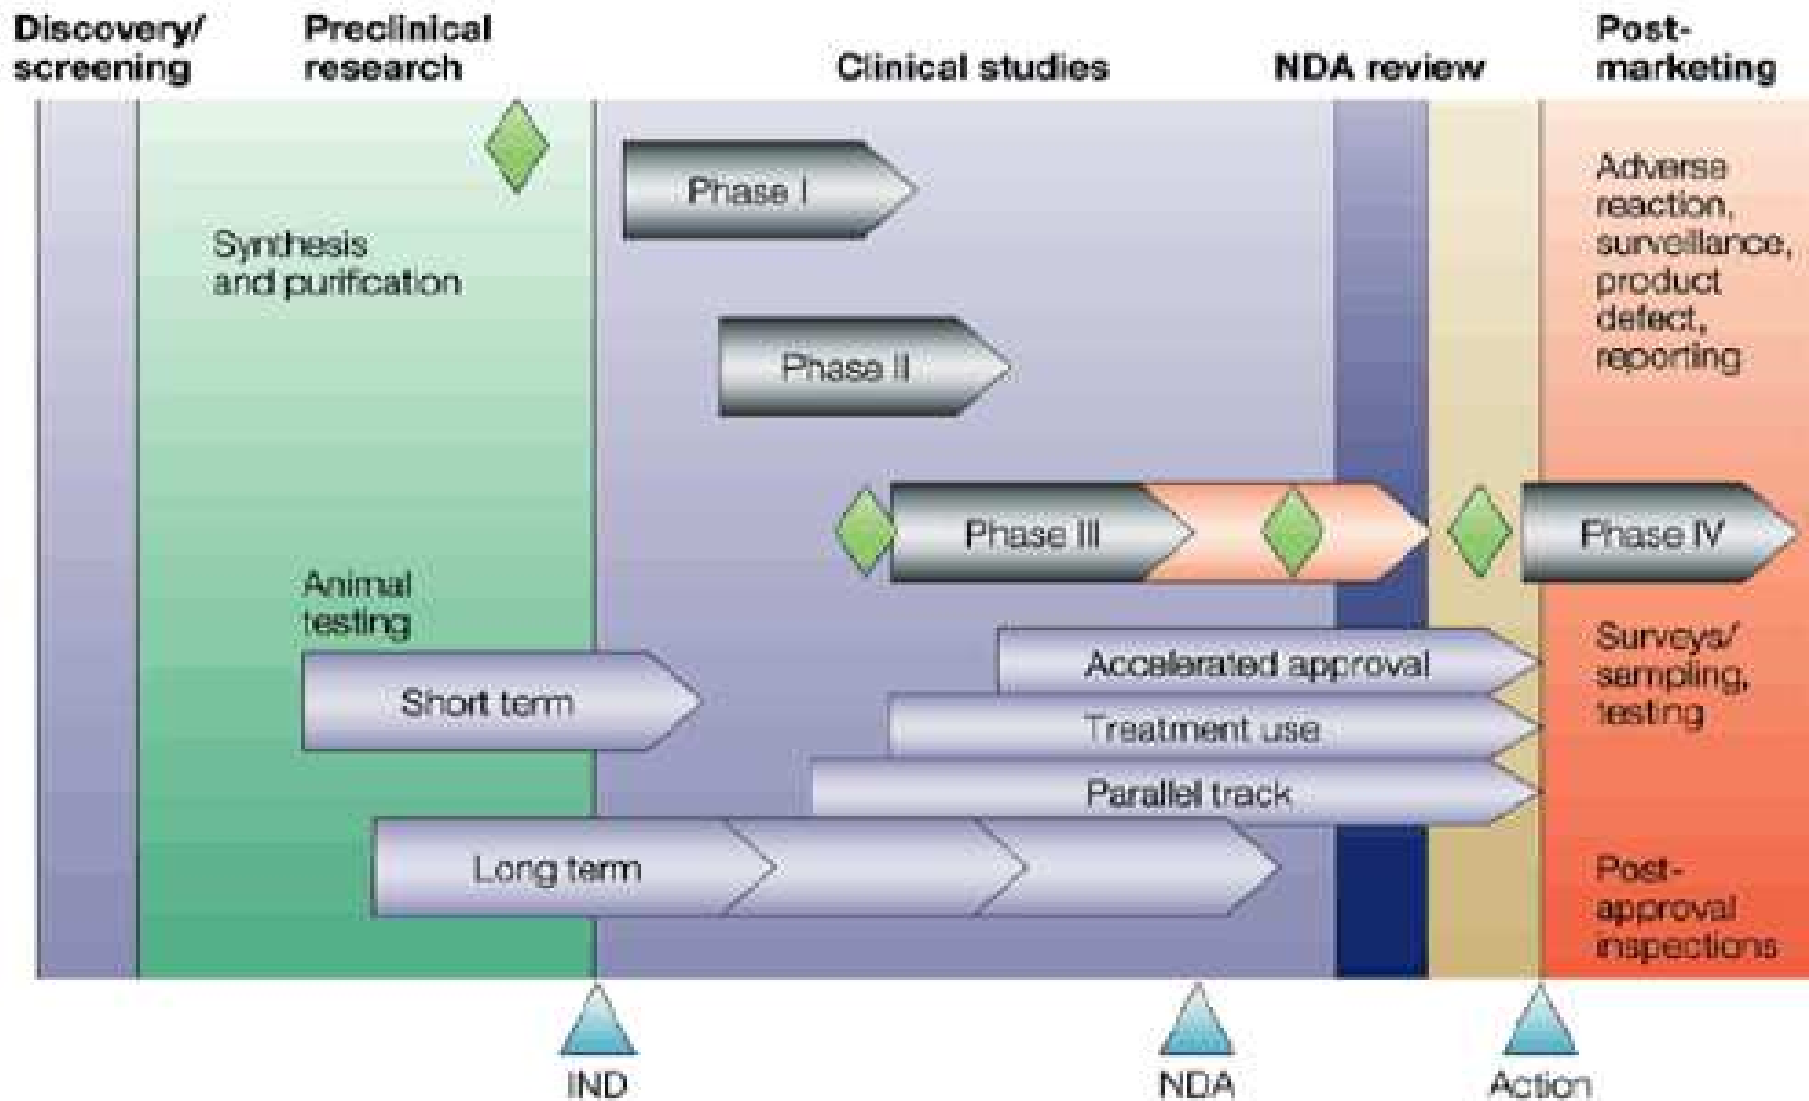 Discovery/
screening
Preclinical
research
Clinical studies
NDA review
Post-
marketing
Phase I
Adverse
reaction,
surveillance,
product
defect,
reporting
Synthesis
and purification
Phase II
Phase III
Phase IV
Animal
testing
Short term
Accelerated approval
Treatment use
Parallel track
Surveys/
sampling,
testing
Long term
Post-
approval
inspections
IND
NDA
Action